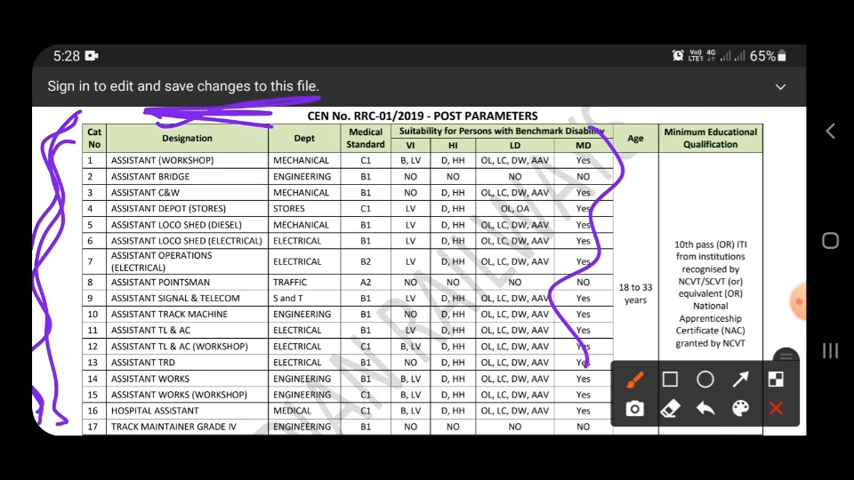 5:28
Vo)) 4G LTE1 65%
Sign in to edit and save changes to this file.
CEN No. RRC-01/2019 - POST PARAMETERS
Cat No Designation Dept Medical Standard Suitability for Persons with Benchmark Disability Age Minimum Educational Qualification
VI HI LD MD
1 ASSISTANT (WORKSHOP) MECHANICAL C1 B, LV D, HH OL, LC, DW, AAV Yes
2 ASSISTANT BRIDGE ENGINEERING B1 NO NO NO NO
3 ASSISTANT C&W MECHANICAL B1 NO D, HH OL, LC, DW, AAV Yes
4 ASSISTANT DEPOT (STORES) STORES C1 LV D, HH OL, OA Yes
5 ASSISTANT LOCO SHED (DIESEL) MECHANICAL B1 LV D, HH OL, LC, DW, AAV Yes
6 ASSISTANT LOCO SHED (ELECTRICAL) ELECTRICAL B1 LV D, HH OL, LC, DW, AAV Yes
7 ASSISTANT OPERATIONS (ELECTRICAL) ELECTRICAL B2 LV D, HH OL, LC, DW, AAV Yes
8 ASSISTANT POINTSMAN TRAFFIC A2 NO NO NO NO
9 ASSISTANT SIGNAL & TELECOM S and T B1 LV D, HH OL, LC, DW, AAV Yes
10 ASSISTANT TRACK MACHINE ENGINEERING B1 NO D, HH OL, LC, DW, AAV Yes
11 ASSISTANT TL & AC ELECTRICAL B1 LV D, HH OL, LC, DW, AAV Yes
12 ASSISTANT TL & AC (WORKSHOP) ELECTRICAL C1 B, LV D, HH OL, LC, DW, AAV Yes
13 ASSISTANT TRD ELECTRICAL B1 NO D, HH OL, LC, DW, AAV Yes
14 ASSISTANT WORKS ENGINEERING B1 B, LV D, HH OL, LC, DW, AAV Yes
15 ASSISTANT WORKS (WORKSHOP) ENGINEERING C1 B, LV D, HH OL, LC, DW, AAV Yes
16 HOSPITAL ASSISTANT MEDICAL C1 B, LV D, HH OL, LC, DW, AAV Yes
17 TRACK MAINTAINER GRADE IV ENGINEERING B1 NO NO NO NO
18 to 33
years
10th pass (OR) ITI
from institutions
recognised by
NCVT/SCVT (or)
equivalent (OR)
National
Apprenticeship
Certificate (NAC)
granted by NCVT
RAILWAYS